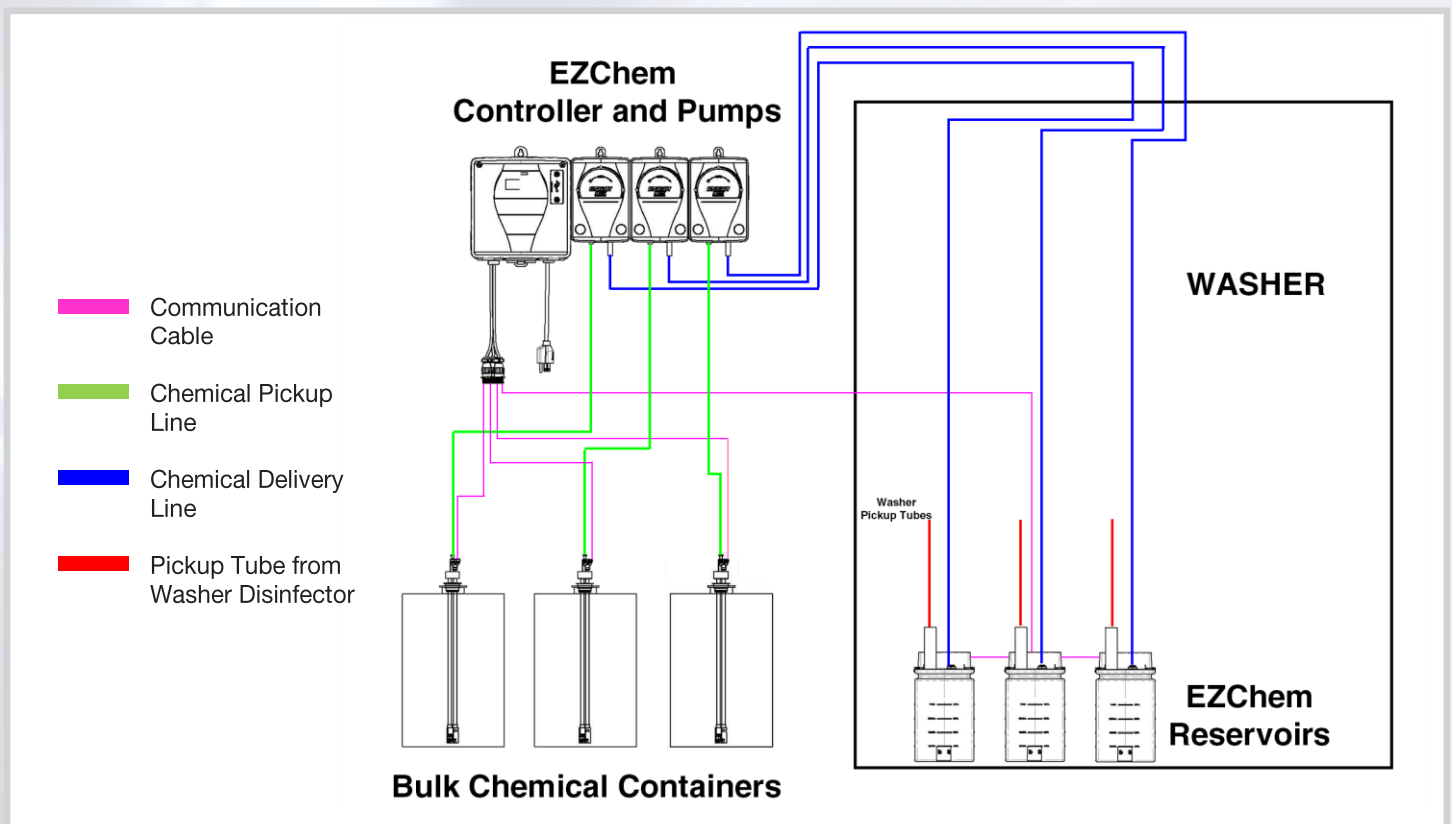 EZChem
Controller and Pumps
WASHER
Communication
Cable
Chemical Pickup
Line
Chemical Delivery
Line
Pickup Tube from
Washer Disinfector
Washer
Pickup Tubes
EZChem
Reservoirs
Bulk Chemical Containers